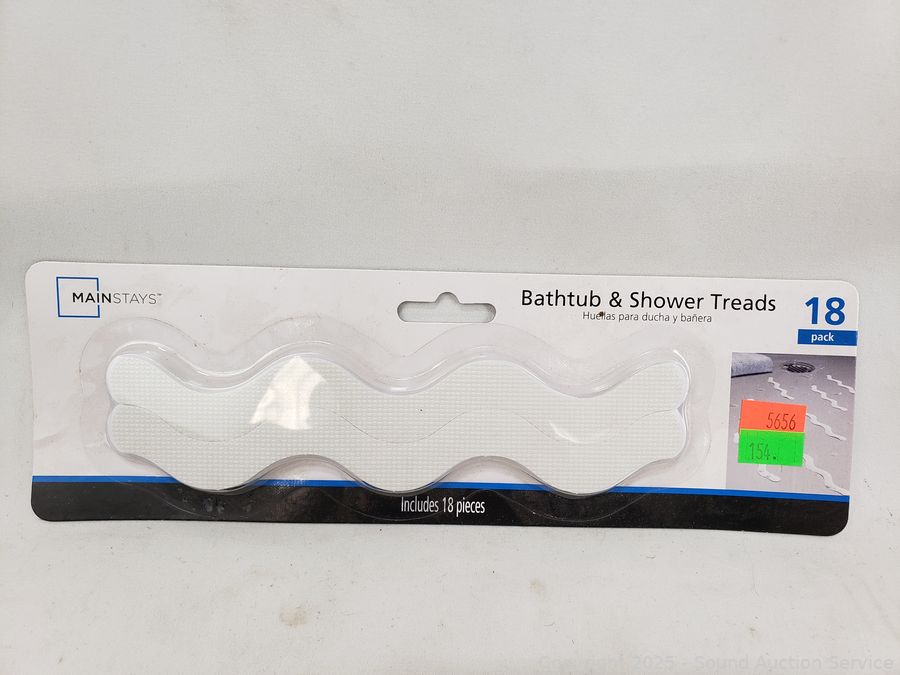 MAINSTAYS™
Bathtub & Shower Treads
Huellas para ducha y bañera
18
pack
5656
154.
Includes 18 pieces
Copyright 2025 - Sound Auction Service